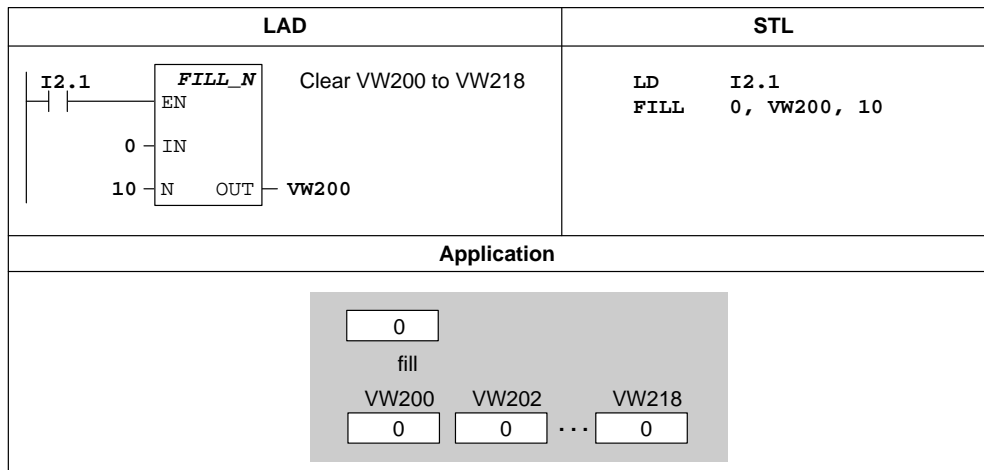 LAD
STL
I2.1 FILL_N Clear VW200 to VW218
EN
0 IN
10 N OUT VW200
LD I2.1
FILL 0, VW200, 10
Application
0
fill
VW200 VW202 VW218
0 0 ... 0